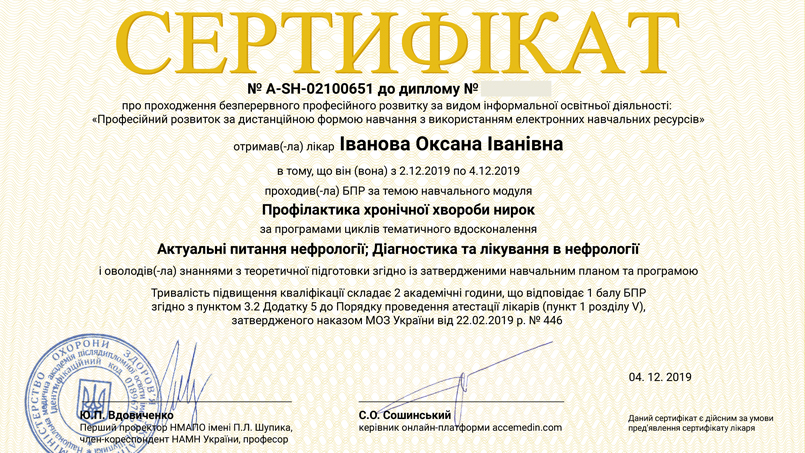 СЕРТИФІКАТ
№ A-SH-02100651 до диплому №
про проходження безперервного професійного розвитку за видом інформальної освітньої діяльності:
«Професійний розвиток за дистанційною формою навчання з використанням електронних навчальних ресурсів»
отримав(-ла) лікар Іванова Оксана Іванівна
в тому, що він (вона) з 2.12.2019 по 4.12.2019
проходив(-ла) БПР за темою навчального модуля
Профілактика хронічної хвороби нирок
за програмами циклів тематичного вдосконалення
Актуальні питання нефрології; Діагностика та лікування в нефрології
і оволодів(-ла) знаннями з теоретичної підготовки згідно із затвердженими навчальним планом та програмою
Тривалість підвищення кваліфікації складає 2 академічні години, що відповідає 1 балу БПР
згідно з пунктом 3.2 Додатку 5 до Порядку проведення атестації лікарів (пункт 1 розділу V),
затвердженого наказом МОЗ України від 22.02.2019 р. № 446
МІНІСТЕРСТВО ОХОРОНИ ЗДОРОВ'Я
медична академія післядипломної освіти
Ідентифікаційний код
04. 12. 2019
Ю.П. Вдовиченко
Перший проректор НМАПО імені П.Л. Шупика,
член-кореспондент НАМН України, професор
С.О. Сошинський
керівник онлайн-платформи accemedin.com
Даний сертифікат є дійсним за умови
пред'явлення сертифікату лікаря